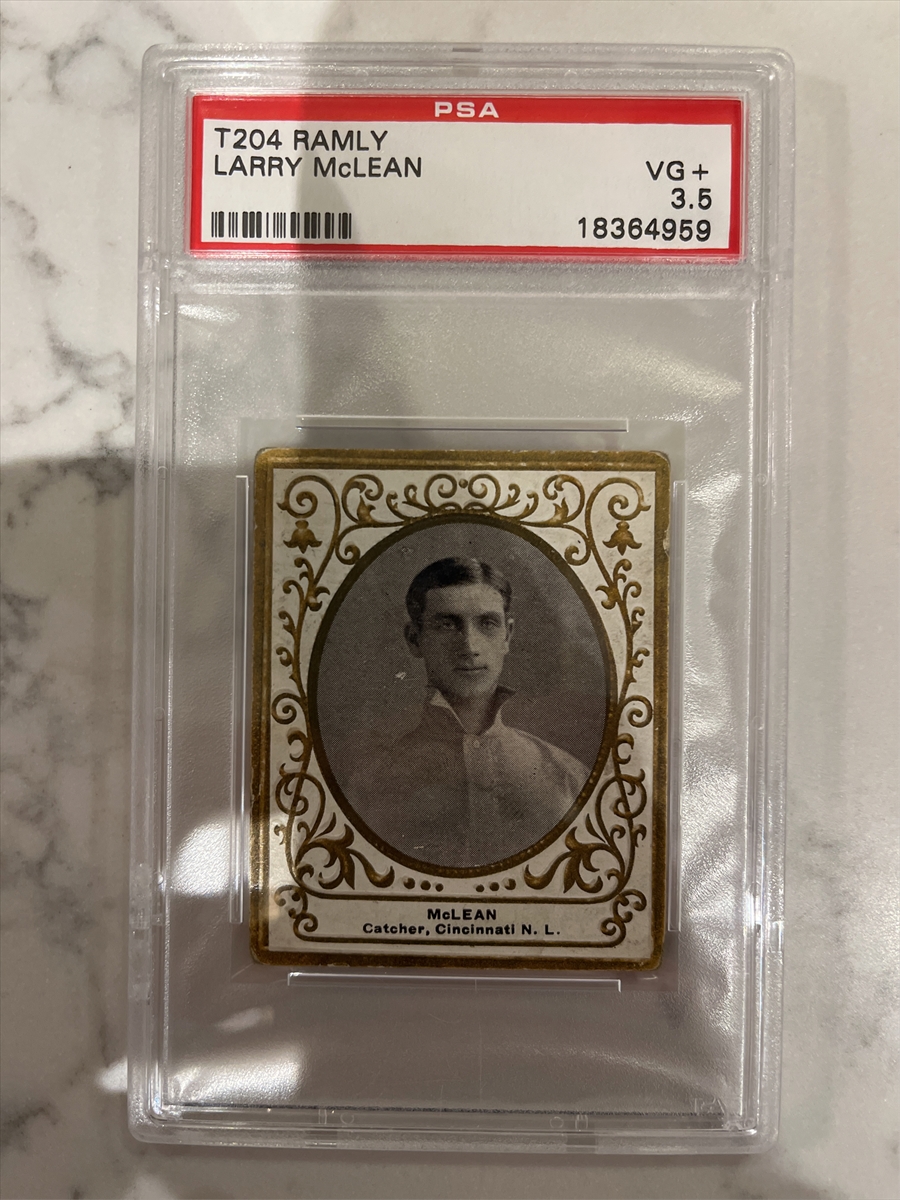 PSA
T204 RAMLY
LARRY McLEAN
VG+
3.5
18364959
McLEAN
Catcher, Cincinnati N. L.